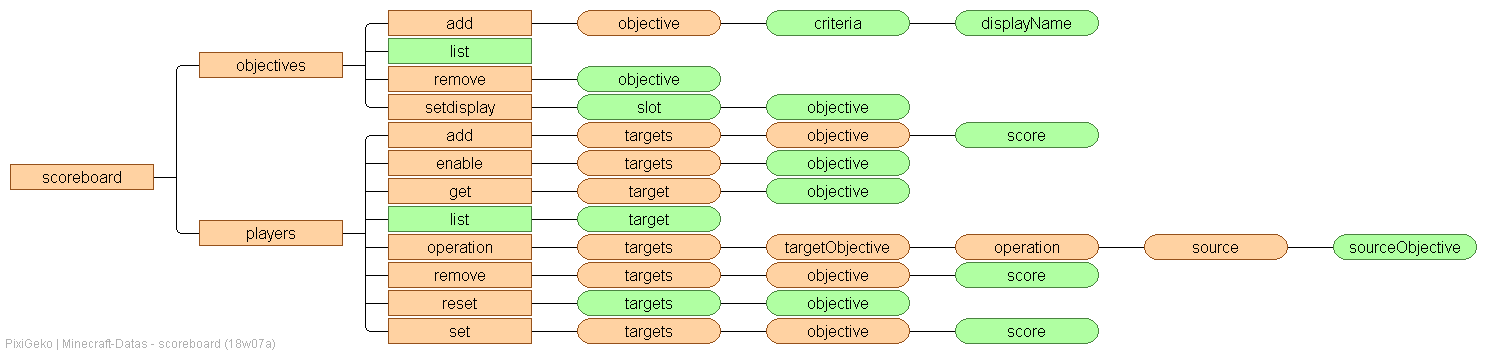 add objective criteria displayName
list
objectives
remove objective
setdisplay slot objective
add targets objective score
enable targets objective
scoreboard
get target objective
list target
players
operation targets targetObjective operation source sourceObjective
remove targets objective score
reset targets objective
set targets objective score
PixiGeko | Minecraft-Datas - scoreboard (18w07a)